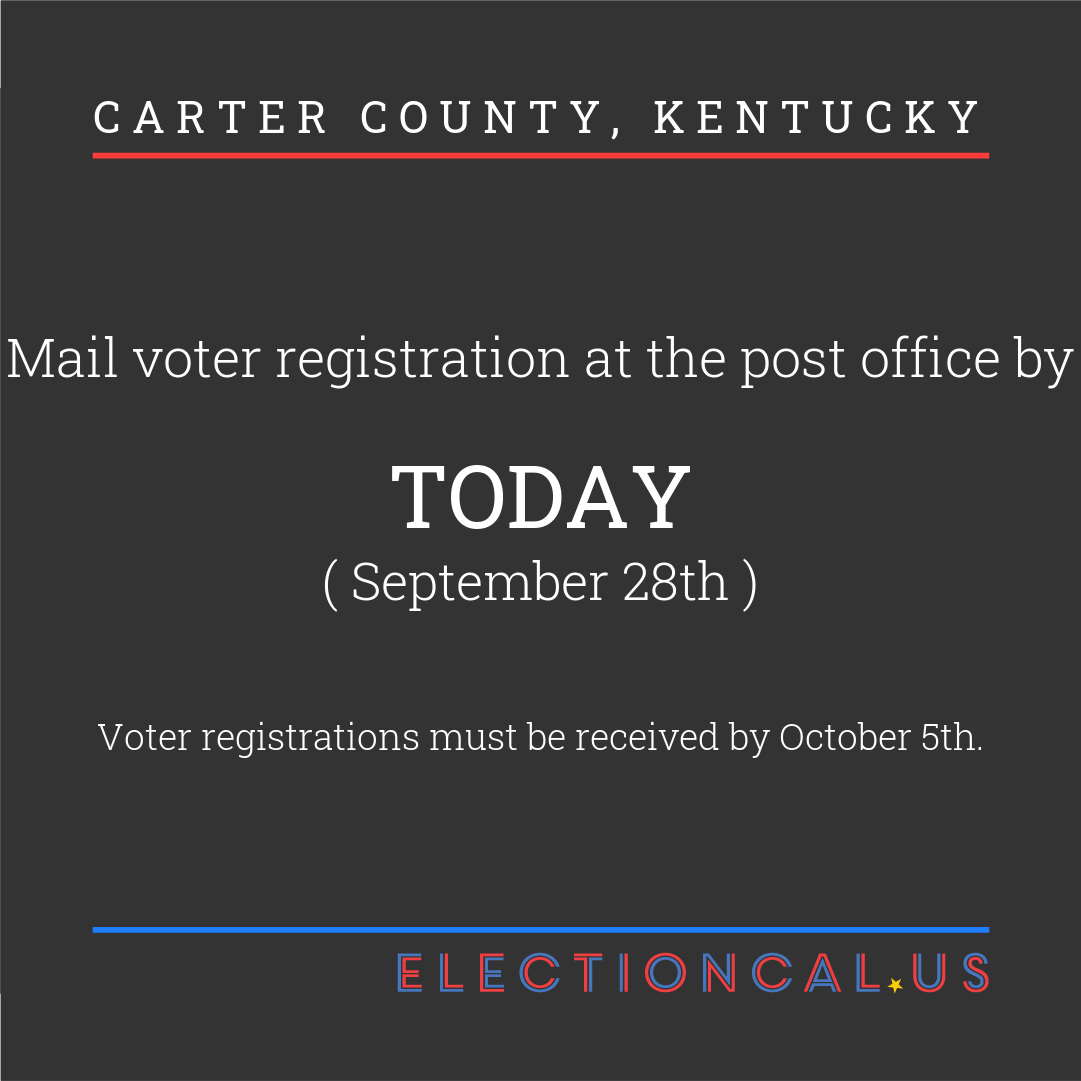 CARTER COUNTY, KENTUCKY
Mail voter registration at the post office by
TODAY
( September 28th )
Voter registrations must be received by October 5th.
ELECTIONCAL.US